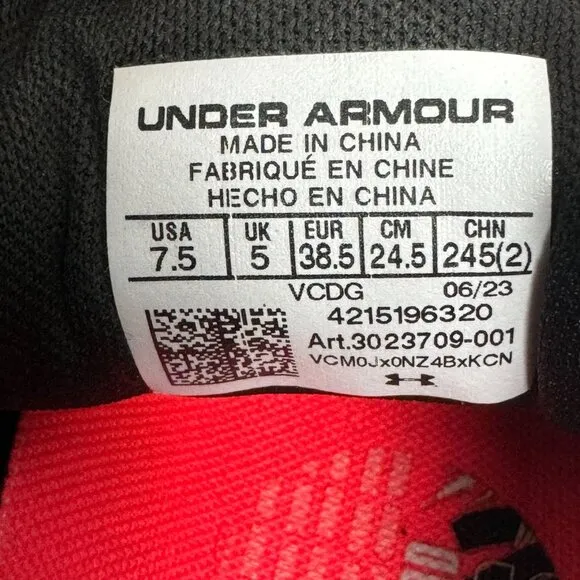 UNDER ARMOUR
MADE IN CHINA
FABRIQUÉ EN CHINE
HECHO EN CHINA
USA UK EUR CM CHN
7.5 5 38.5 24.5 245(2)
VCDG 06/23
4215196320
Art.3023709-001
VCM0Jx0NZ4BxKCN